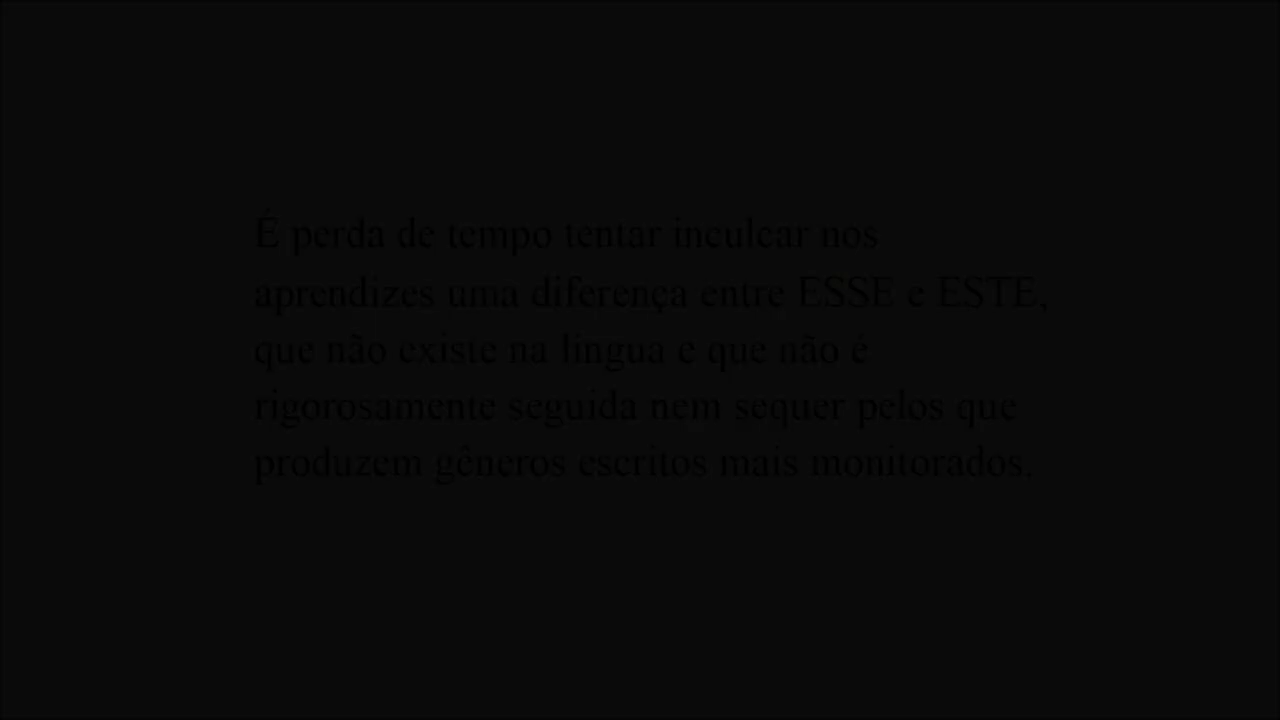 É perda de tempo tentar inculcar nos
aprendizes uma diferença entre ESSE e ESTE,
que não existe na língua e que não é
rigorosamente seguida nem sequer pelos que
produzem gêneros escritos mais monitorados.